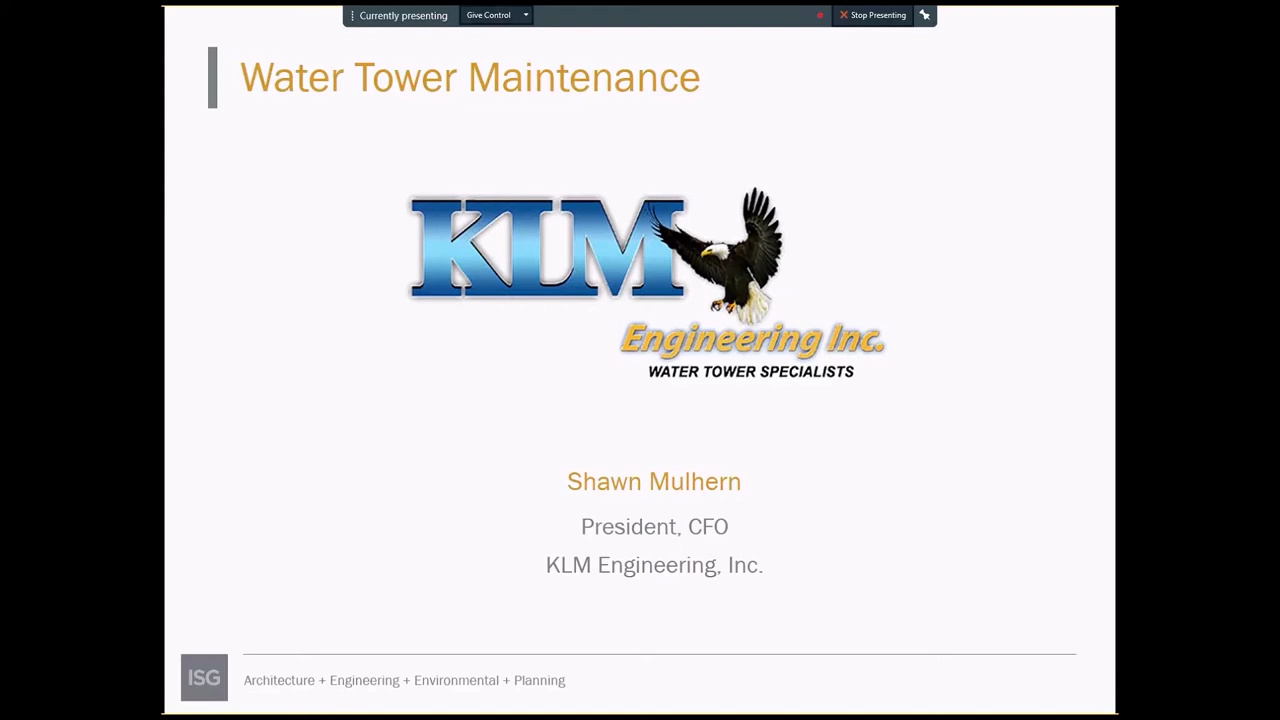 Currently presenting
Give Control
Stop Presenting
Water Tower Maintenance
KLM
Engineering Inc.
WATER TOWER SPECIALISTS
Shawn Mulhern
President, CFO
KLM Engineering, Inc.
ISG
Architecture + Engineering + Environmental + Planning